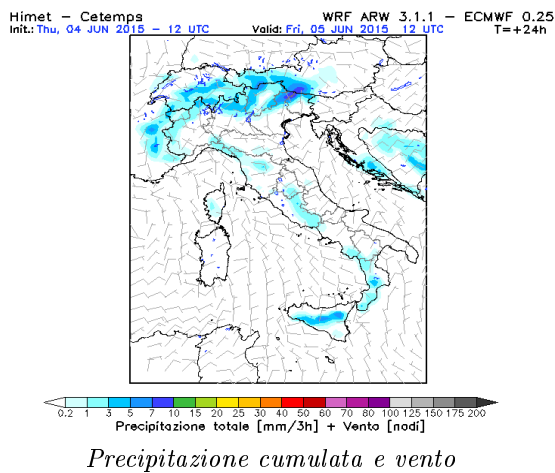 Himet – Cetemps WRF ARW 3.1.1 – ECMWF 0.25
Init.: Thu, 04 JUN 2015 – 12 UTC Valid: Fri, 05 JUN 2015 12 UTC T=+24h
0.2 1 3 5 7 10 15 20 25 30 40 50 60 70 80 100 125 150 175 200
Precipitazione totale [mm/3h] + Vento [nodi]
Precipitazione cumulata e vento